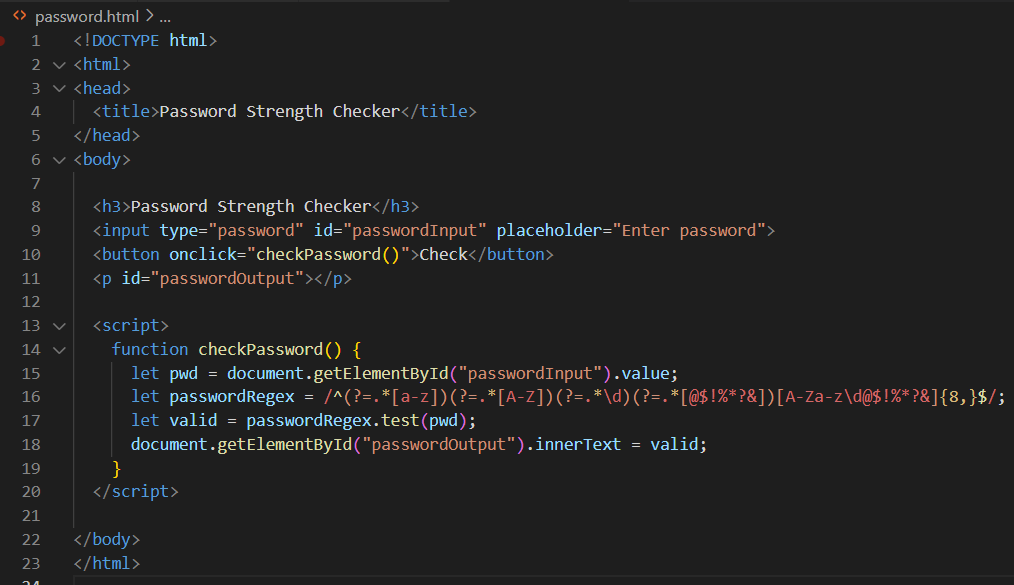 <> password.html > ...
1 <!DOCTYPE html>
2 <html>
3 <head>
4 <title>Password Strength Checker</title>
5 </head>
6 <body>
7
8 <h3>Password Strength Checker</h3>
9 <input type="password" id="passwordInput" placeholder="Enter password">
10 <button onclick="checkPassword()">Check</button>
11 <p id="passwordOutput"></p>
12
13 <script>
14 function checkPassword() {
15 let pwd = document.getElementById("passwordInput").value;
16 let passwordRegex = /^(?=.*[a-z])(?=.*[A-Z])(?=.*\d)(?=.*[@$!%*?&])[A-Za-z\d@$!%*?&]{8,}$/;
17 let valid = passwordRegex.test(pwd);
18 document.getElementById("passwordOutput").innerText = valid;
19 }
20 </script>
21
22 </body>
23 </html>
24